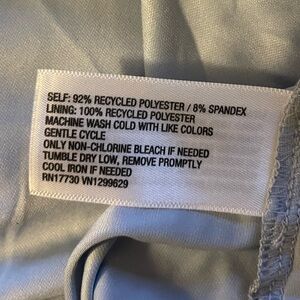 SELF: 92% RECYCLED POLYESTER / 8% SPANDEX
LINING: 100% RECYCLED POLYESTER
MACHINE WASH COLD WITH LIKE COLORS
GENTLE CYCLE
ONLY NON-CHLORINE BLEACH IF NEEDED
TUMBLE DRY LOW, REMOVE PROMPTLY
COOL IRON IF NEEDED
RN17730 VN1299629